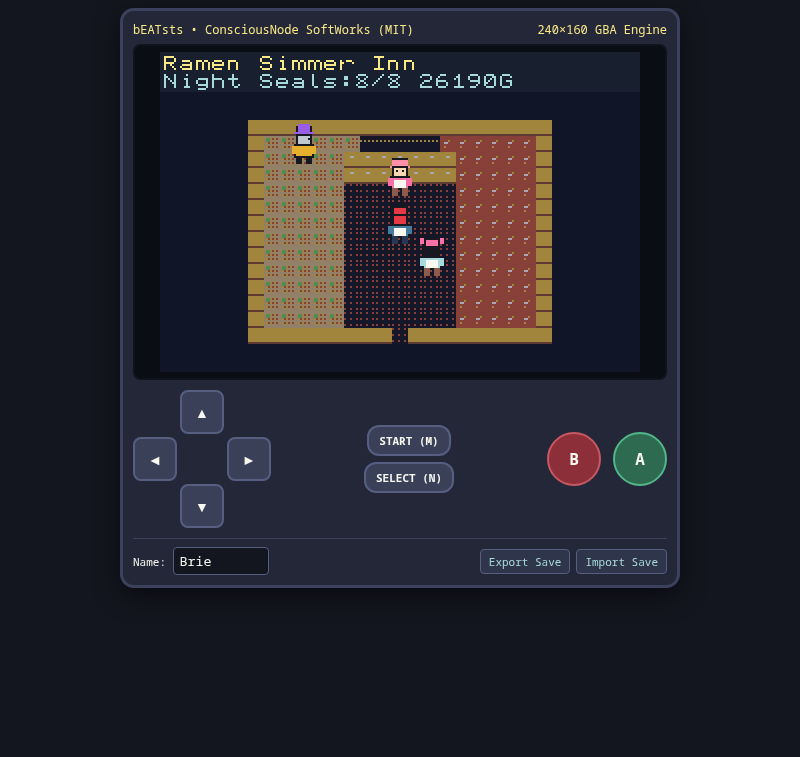 bEATsts • ConsciousNode SoftWorks (MIT)
240×160 GBA Engine
Ramen Simmer Inn
Night Seals:8/8 26190G
▲
◄
►
▼
START (M)
SELECT (N)
B
A
Name: Brie
Export Save
Import Save